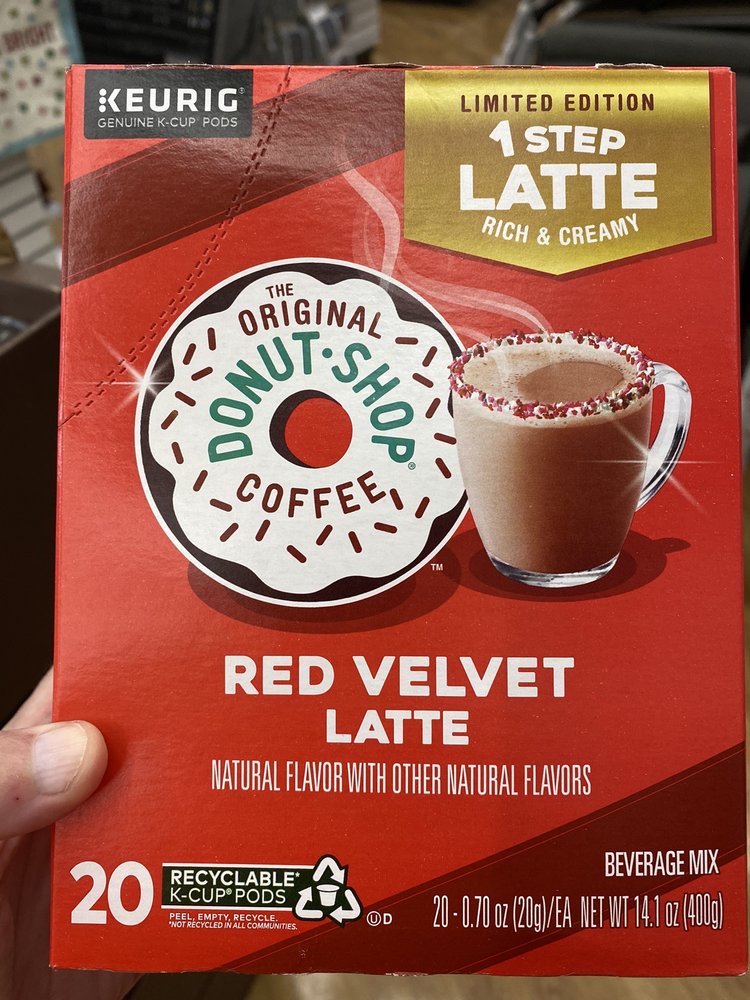 BRIGHT
KEURIG®
GENUINE K-CUP® PODS
LIMITED EDITION
1 STEP
LATTE
RICH & CREAMY
THE
ORIGINAL
DONUT·SHOP®
COFFEE
TM
RED VELVET
LATTE
NATURAL FLAVOR WITH OTHER NATURAL FLAVORS
20
RECYCLABLE*
K-CUP® PODS
PEEL, EMPTY, RECYCLE.
*NOT RECYCLED IN ALL COMMUNITIES.
Ⓤ D
BEVERAGE MIX
20 - 0.70 oz (20g)/EA NET WT 14.1 oz (400g)